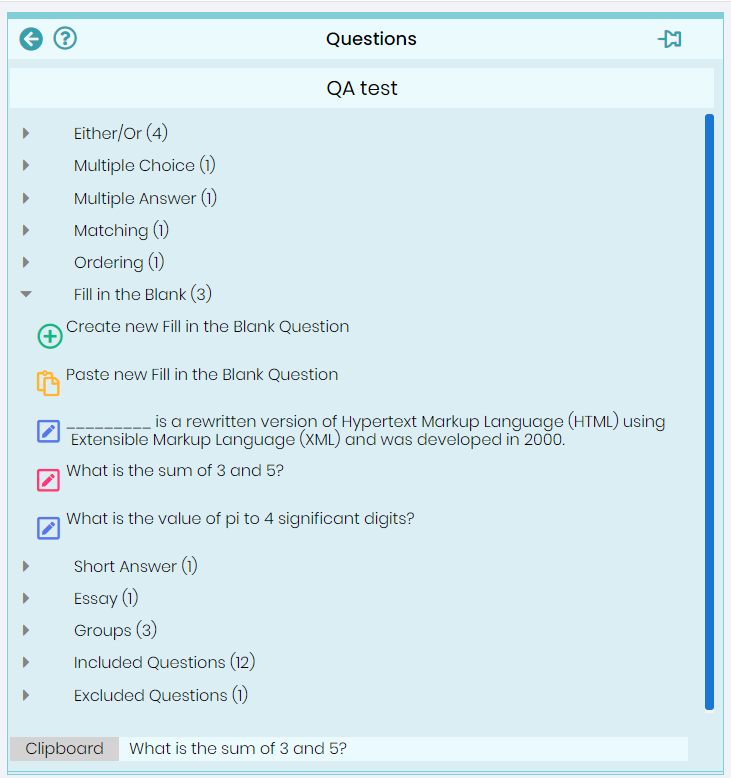 Questions
QA test
Either/Or (4)
Multiple Choice (1)
Multiple Answer (1)
Matching (1)
Ordering (1)
Fill in the Blank (3)
Create new Fill in the Blank Question
Paste new Fill in the Blank Question
_________ is a rewritten version of Hypertext Markup Language (HTML) using
Extensible Markup Language (XML) and was developed in 2000.
What is the sum of 3 and 5?
What is the value of pi to 4 significant digits?
Short Answer (1)
Essay (1)
Groups (3)
Included Questions (12)
Excluded Questions (1)
Clipboard What is the sum of 3 and 5?